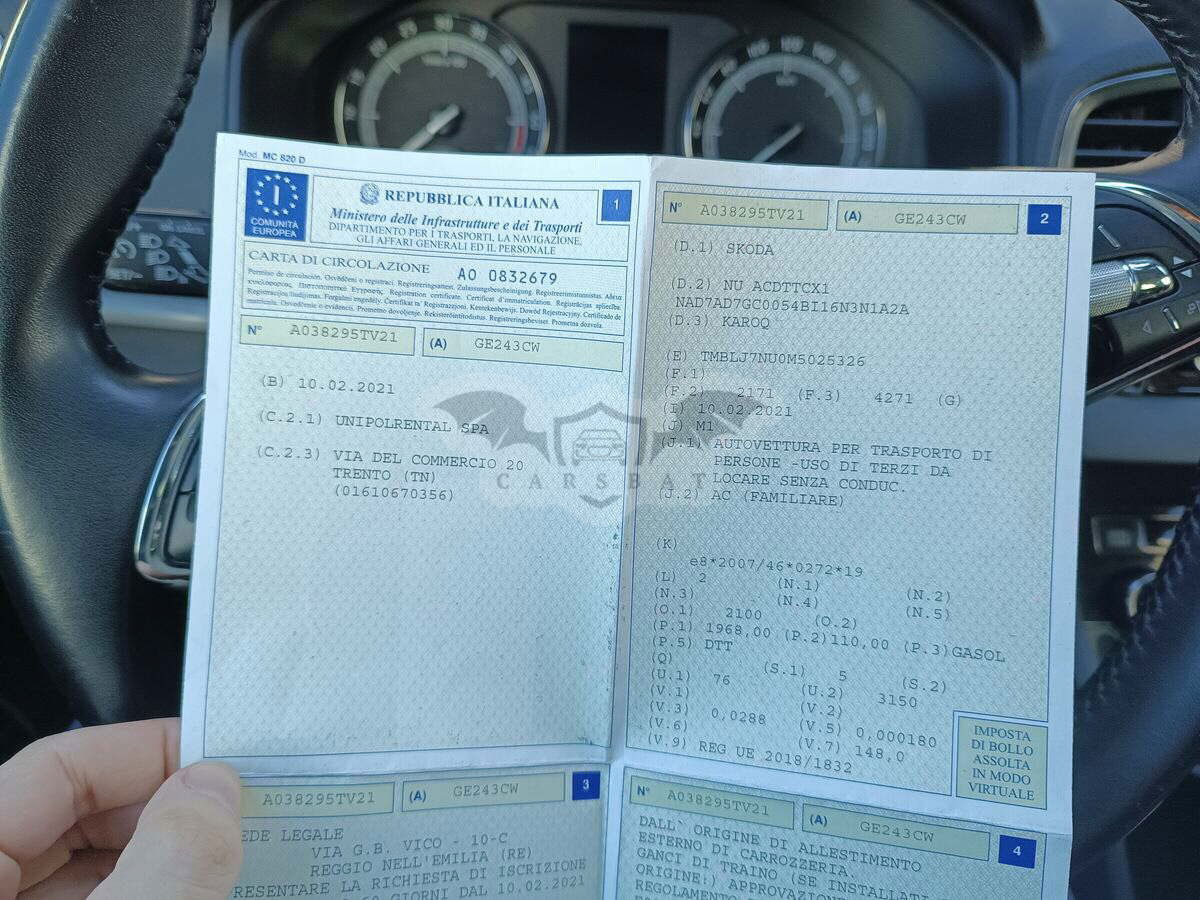 Mod. MC 820 D
I
COMUNITÀ
EUROPEA
REPUBBLICA ITALIANA
1
Ministero delle Infrastrutture e dei Trasporti
DIPARTIMENTO PER I TRASPORTI, LA NAVIGAZIONE,
GLI AFFARI GENERALI ED IL PERSONALE
CARTA DI CIRCOLAZIONE AO 0832679
N° A038295TV21 (A) GE243CW
(B) 10.02.2021
(C.2.1) UNIPOLRENTAL SPA
(C.2.3) VIA DEL COMMERCIO 20
TRENTO (TN)
(01610670356)
N° A038295TV21 (A) GE243CW 2
(D.1) SKODA
(D.2) NU ACDTTCX1
NAD7AD7GC0054BI16N3N1A2A
(D.3) KAROQ
(E) TMBLJ7NU0M5025326
(F.1)
(F.2) 2171 (F.3) 4271 (G)
(I) 10.02.2021
(J) M1
(J.1) AUTOVETTURA PER TRASPORTO DI
PERSONE -USO DI TERZI DA
LOCARE SENZA CONDUC.
(J.2) AC (FAMILIARE)
(K)
e8*2007/46*0272*19
(L) 2 (N.1) (N.2)
(N.3) (N.4) (N.5)
(O.1) 2100 (O.2)
(P.1) 1968,00 (P.2)110,00 (P.3)GASOL
(P.5) DTT
(Q) (S.1) 5 (S.2)
(U.1) 76 (U.2) 3150
(V.1) (V.2)
(V.3) 0,0288 (V.5) 0,000180
(V.6) (V.7) 148,0
(V.9) REG UE 2018/1832
IMPOSTA
DI BOLLO
ASSOLTA
IN MODO
VIRTUALE
CARSBAT
A038295TV21 (A) GE243CW 3
EDE LEGALE
VIA G.B. VICO - 10-C
REGGIO NELL'EMILIA (RE)
RESENTARE LA RICHIESTA DI ISCRIZIONE
60 GIORNI DAL 10.02.2021
N° A038295TV21 (A) GE243CW 4
DALL` ORIGINE DI ALLESTIMENTO
ESTERNO DI CARROZZERIA.
GANCI DI TRAINO (SE INSTALLATI
ORIGINE:) APPROVAZIONE
REGOLAMENTO